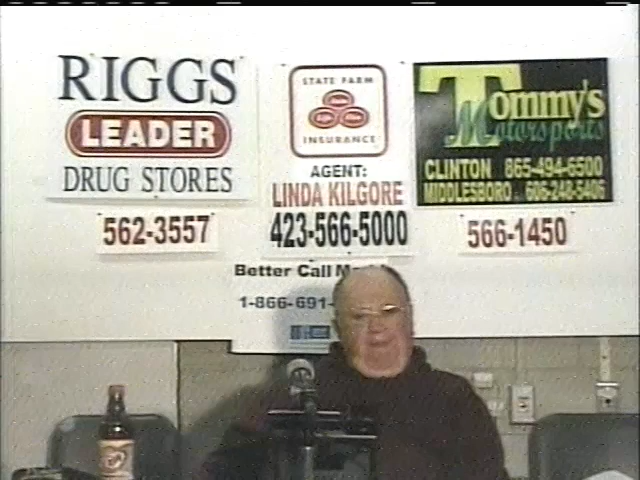 RIGGS
LEADER
DRUG STORES
562-3557
STATE FARM
INSURANCE
AGENT:
LINDA KILGORE
423-566-5000
Tommy's
Motorsports
CLINTON 865-494-6500
MIDDLESBORO 606-248-5406
566-1450
Better Call
1-866-691-